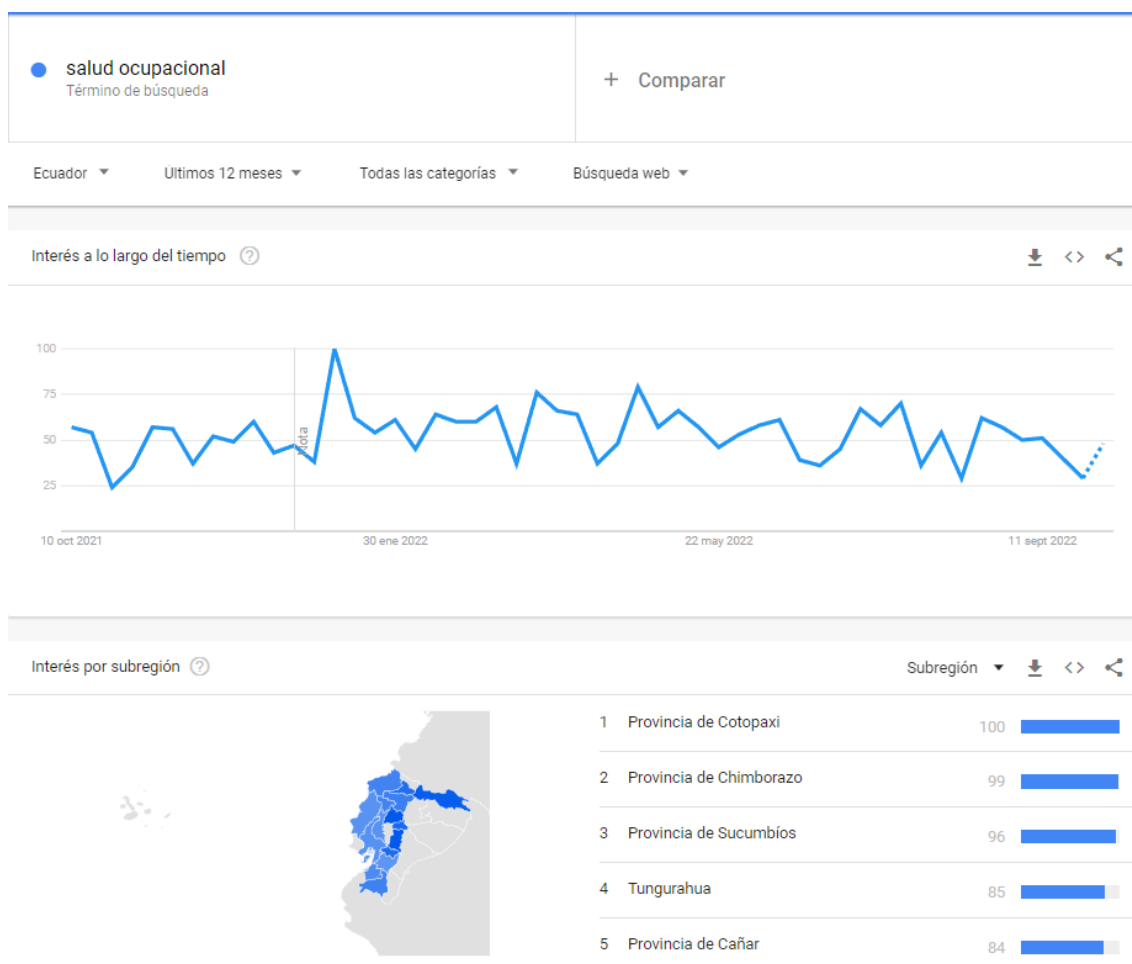 salud ocupacional
Término de búsqueda
+ Comparar
Ecuador
Últimos 12 meses
Todas las categorías
Búsqueda web
Interés a lo largo del tiempo
100
75
50
25
Nota
10 oct 2021
30 ene 2022
22 may 2022
11 sept 2022
Interés por subregión
Subregión
1 Provincia de Cotopaxi 100
2 Provincia de Chimborazo 99
3 Provincia de Sucumbíos 96
4 Tungurahua 85
5 Provincia de Cañar 84